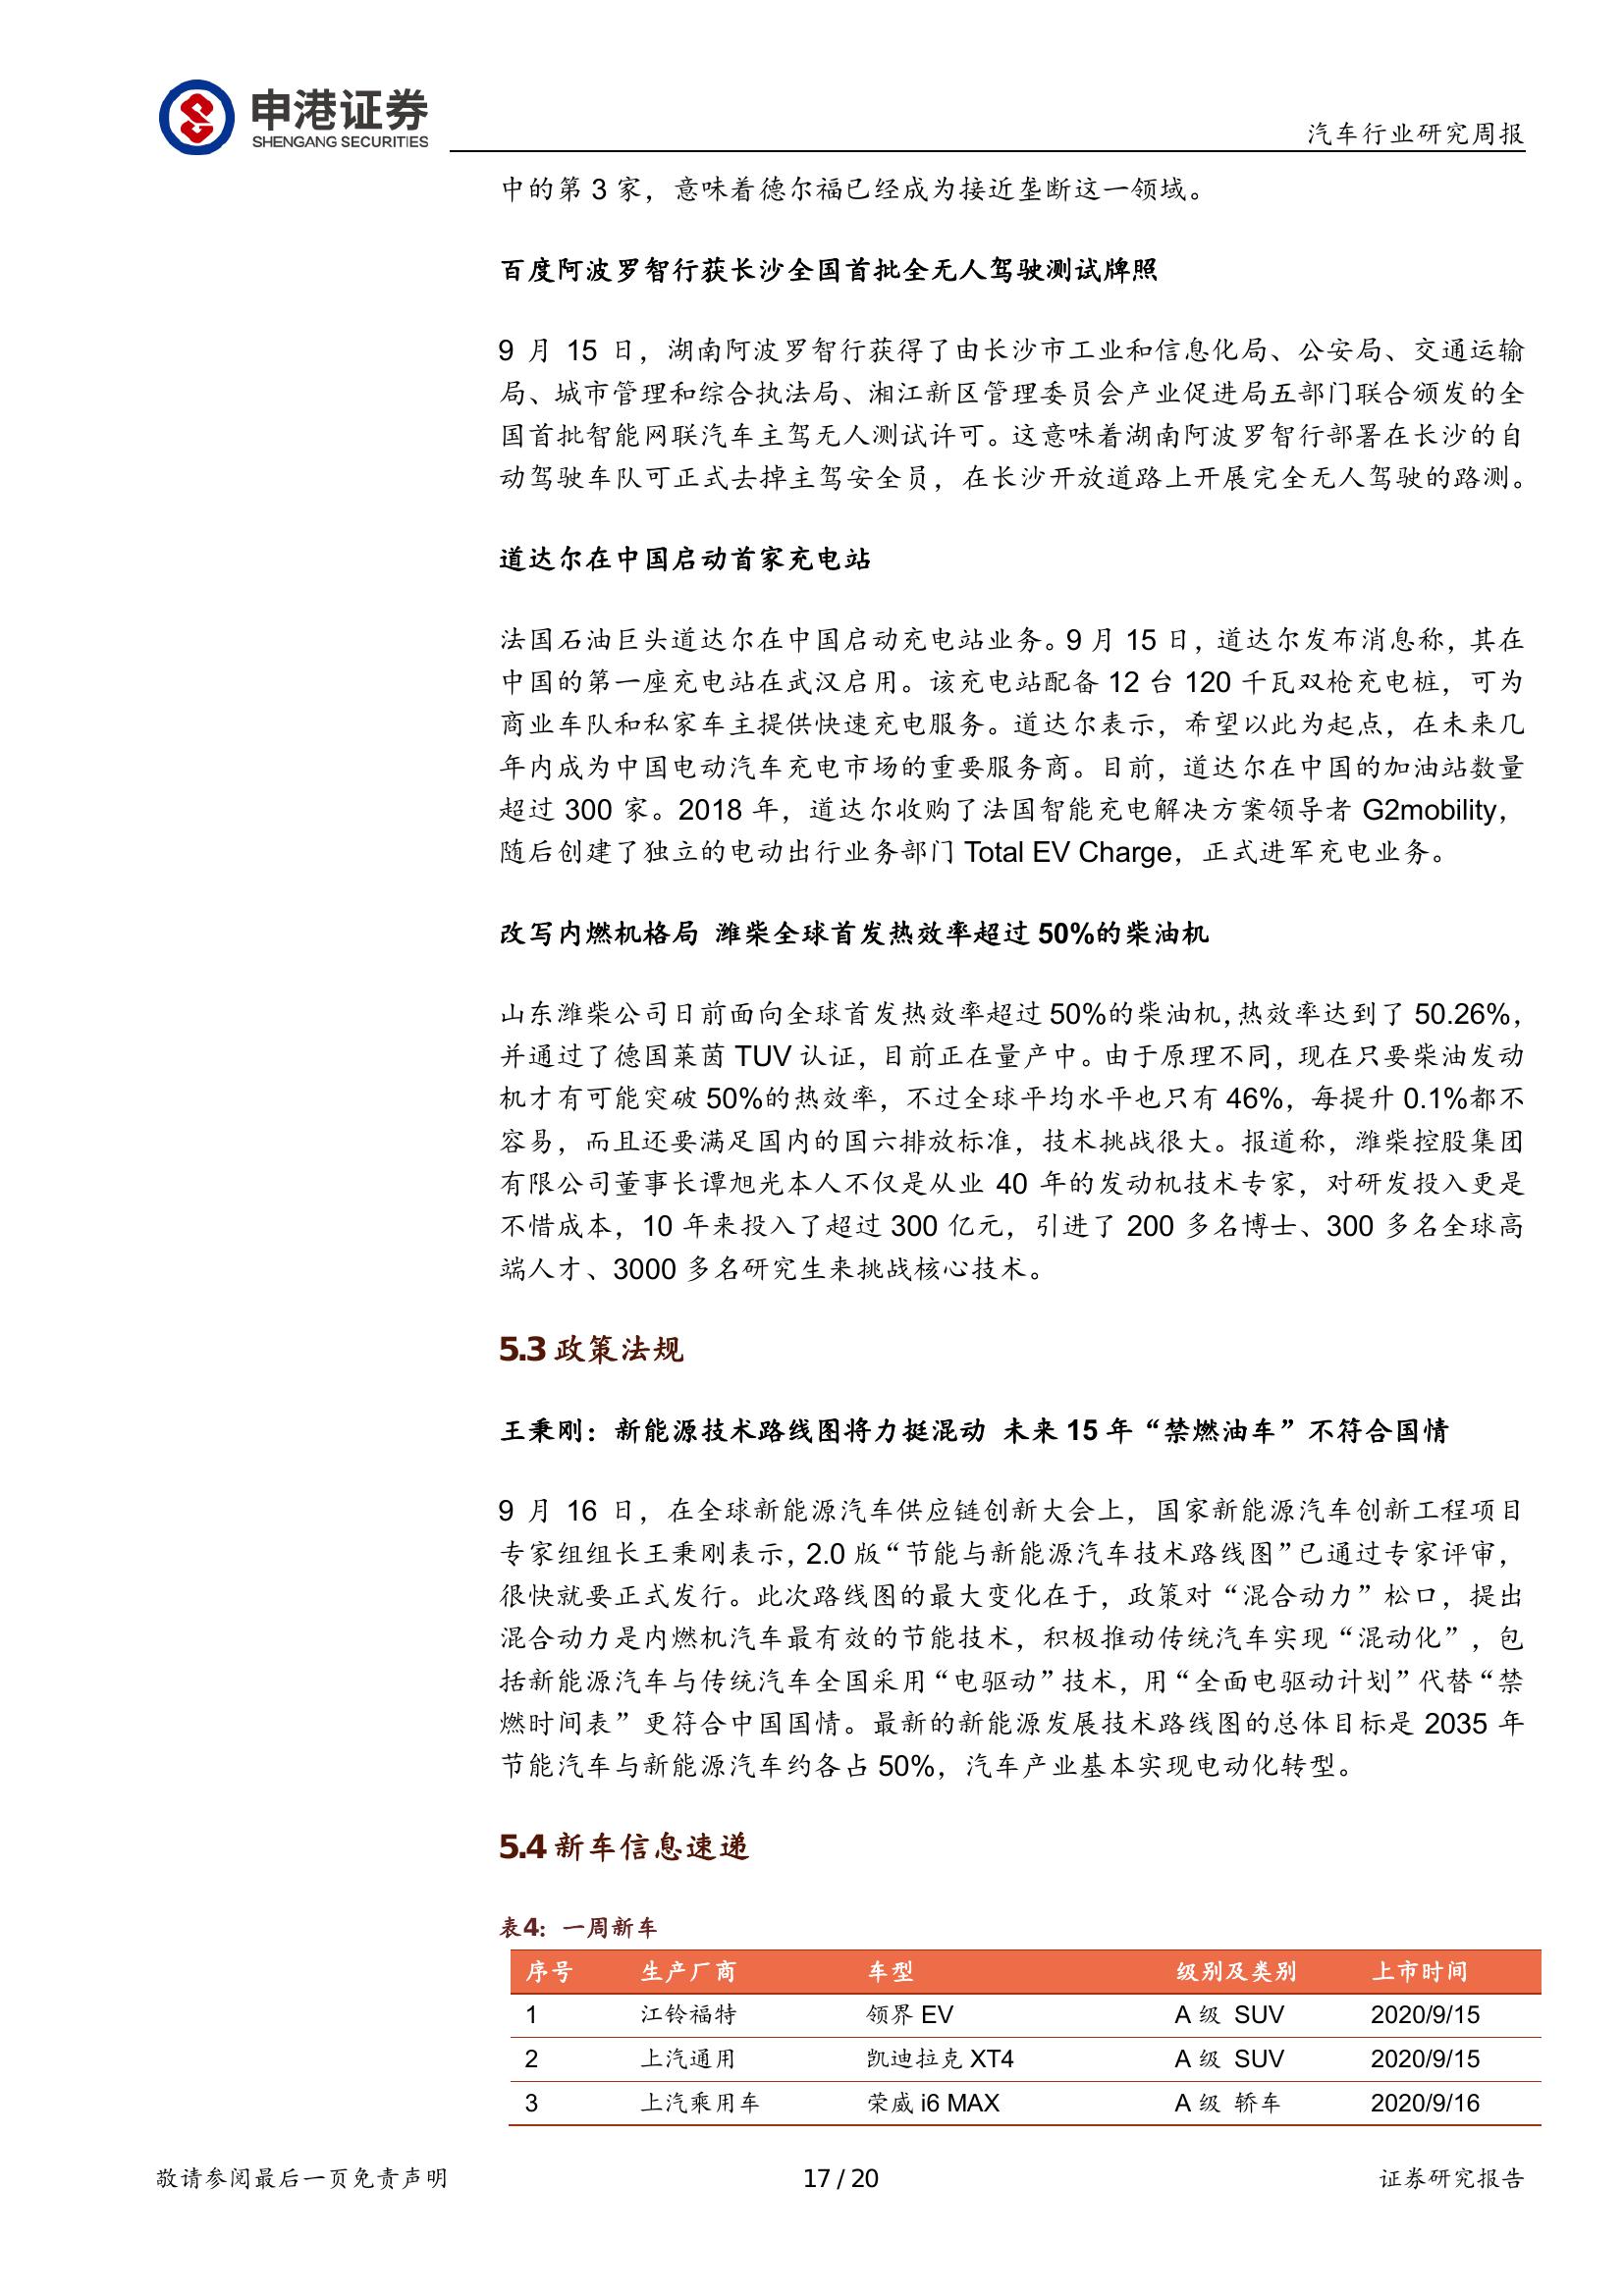 申港证券
SHENGANG SECURITIES
汽车行业研究周报
中的第 3 家，意味着德尔福已经成为接近垄断这一领域。
百度阿波罗智行获长沙全国首批全无人驾驶测试牌照
9 月 15 日，湖南阿波罗智行获得了由长沙市工业和信息化局、公安局、交通运输
局、城市管理和综合执法局、湘江新区管理委员会产业促进局五部门联合颁发的全
国首批智能网联汽车主驾无人测试许可。这意味着湖南阿波罗智行部署在长沙的自
动驾驶车队可正式去掉主驾安全员，在长沙开放道路上开展完全无人驾驶的路测。
道达尔在中国启动首家充电站
法国石油巨头道达尔在中国启动充电站业务。9 月 15 日，道达尔发布消息称，其在
中国的第一座充电站在武汉启用。该充电站配备 12 台 120 千瓦双枪充电桩，可为
商业车队和私家车主提供快速充电服务。道达尔表示，希望以此为起点，在未来几
年内成为中国电动汽车充电市场的重要服务商。目前，道达尔在中国的加油站数量
超过 300 家。2018 年，道达尔收购了法国智能充电解决方案领导者 G2mobility，
随后创建了独立的电动出行业务部门 Total EV Charge，正式进军充电业务。
改写内燃机格局 潍柴全球首发热效率超过 50%的柴油机
山东潍柴公司日前面向全球首发热效率超过 50%的柴油机，热效率达到了 50.26%，
并通过了德国莱茵 TUV 认证，目前正在量产中。由于原理不同，现在只要柴油发动
机才有可能突破 50%的热效率，不过全球平均水平也只有 46%，每提升 0.1%都不
容易，而且还要满足国内的国六排放标准，技术挑战很大。报道称，潍柴控股集团
有限公司董事长谭旭光本人不仅是从业 40 年的发动机技术专家，对研发投入更是
不惜成本，10 年来投入了超过 300 亿元，引进了 200 多名博士、300 多名全球高
端人才、3000 多名研究生来挑战核心技术。
5.3 政策法规
王秉刚：新能源技术路线图将力挺混动 未来 15 年“禁燃油车”不符合国情
9 月 16 日，在全球新能源汽车供应链创新大会上，国家新能源汽车创新工程项目
专家组组长王秉刚表示，2.0 版“节能与新能源汽车技术路线图”已通过专家评审，
很快就要正式发行。此次路线图的最大变化在于，政策对“混合动力”松口，提出
混合动力是内燃机汽车最有效的节能技术，积极推动传统汽车实现“混动化”，包
括新能源汽车与传统汽车全国采用“电驱动”技术，用“全面电驱动计划”代替“禁
燃时间表”更符合中国国情。最新的新能源发展技术路线图的总体目标是 2035 年
节能汽车与新能源汽车约各占 50%，汽车产业基本实现电动化转型。
5.4 新车信息速递
表4：一周新车
序号 生产厂商 车型 级别及类别 上市时间
1 江铃福特 领界 EV A 级 SUV 2020/9/15
2 上汽通用 凯迪拉克 XT4 A 级 SUV 2020/9/15
3 上汽乘用车 荣威 i6 MAX A 级 轿车 2020/9/16
敬请参阅最后一页免责声明 17 / 20 证券研究报告